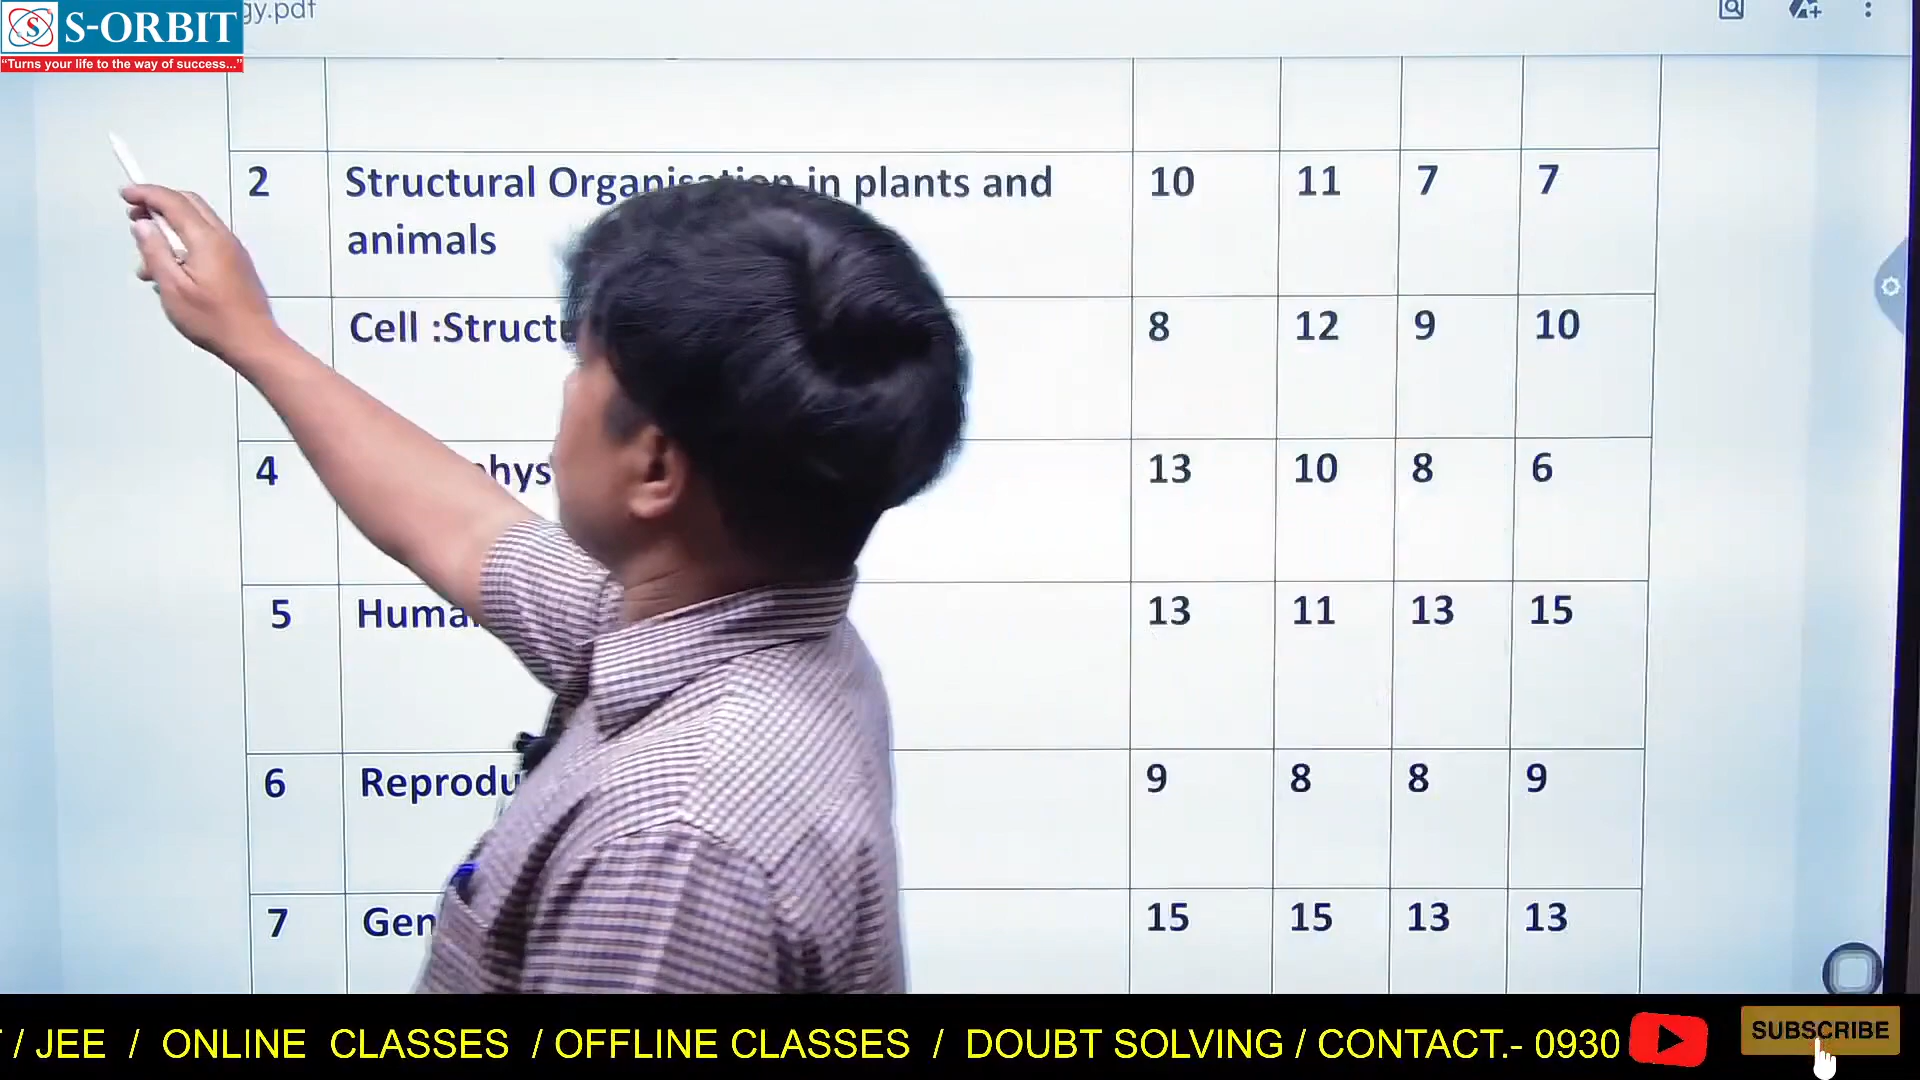 S-ORBIT
"Turns your life to the way of success..."
gy.pdf
2 Structural Organisation in plants and 10 11 7 7
animals
Cell :Structu 8 12 9 10
4 phys 13 10 8 6
5 Huma 13 11 13 15
6 Reprodu 9 8 8 9
7 Gen 15 15 13 13
/ JEE / ONLINE CLASSES / OFFLINE CLASSES / DOUBT SOLVING / CONTACT.- 0930
SUBSCRIBE